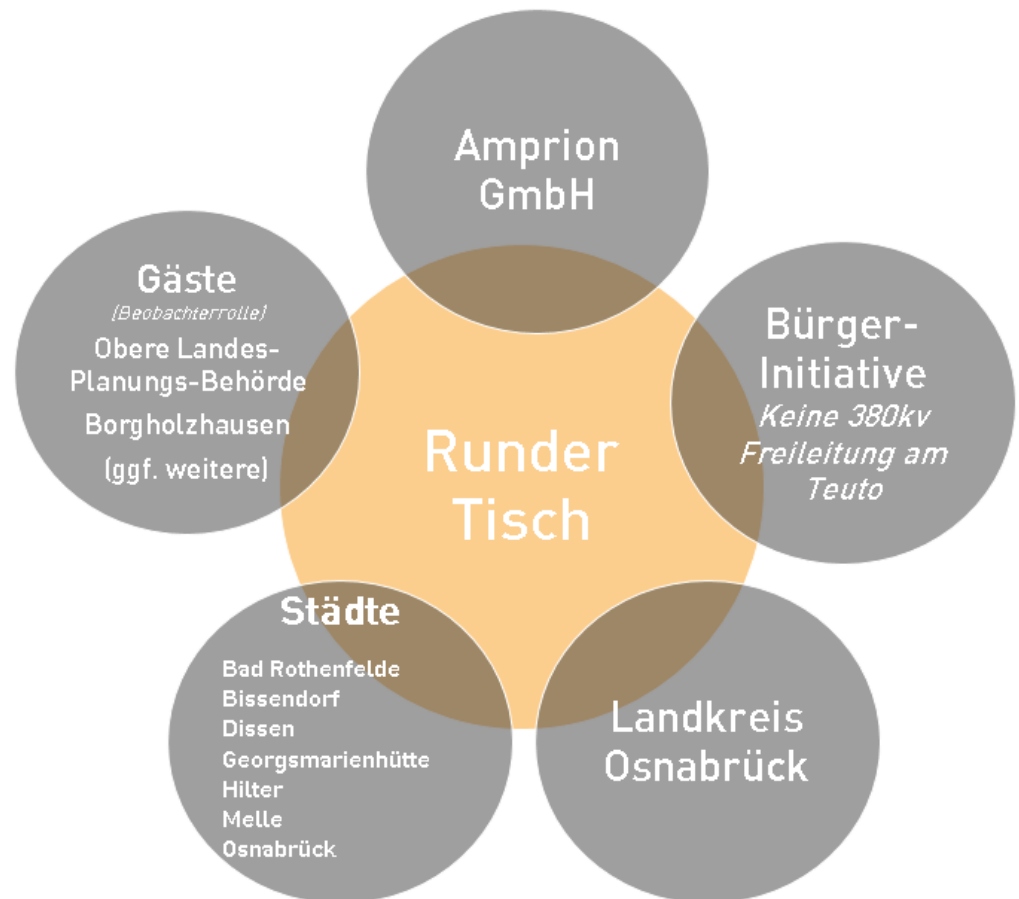 Amprion
GmbH
Gäste
(Beobachterrolle)
Obere Landes-
Planungs-Behörde
Borgholzhausen
(ggf. weitere)
Bürger-
Initiative
Keine 380kv
Freileitung am
Teuto
Runder
Tisch
Städte
Bad Rothenfelde
Bissendorf
Dissen
Georgsmarienhütte
Hilter
Melle
Osnabrück
Landkreis
Osnabrück